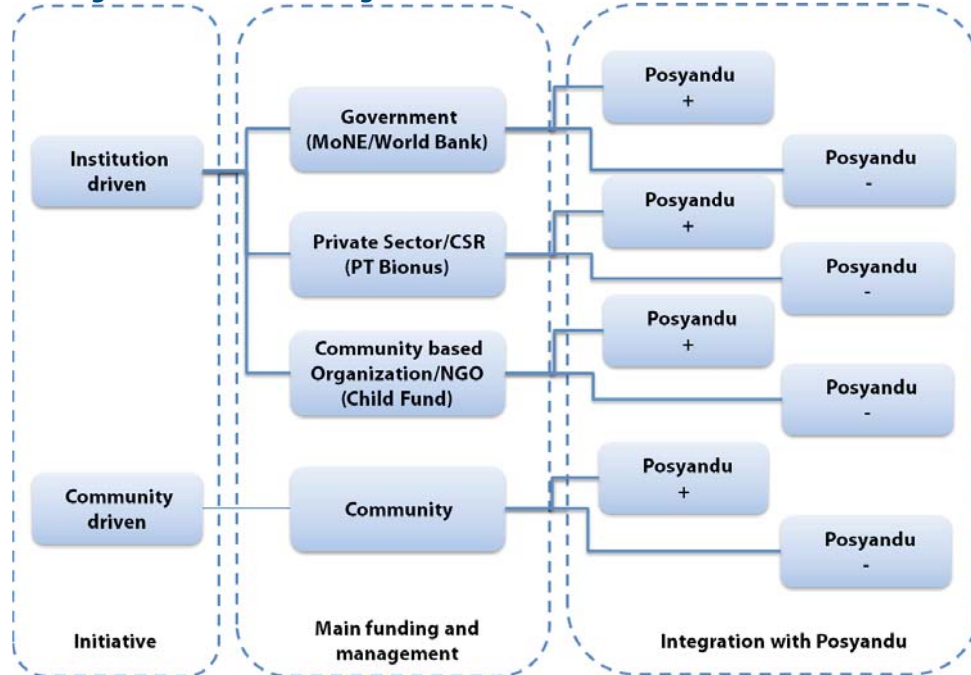 Institution
driven
Community
driven
Initiative
Government
(MoNE/World Bank)
Private Sector/CSR
(PT Bionus)
Community based
Organization/NGO
(Child Fund)
Community
Main funding and
management
Posyandu
+
Posyandu
-
Posyandu
+
Posyandu
-
Posyandu
+
Posyandu
-
Posyandu
+
Posyandu
-
Integration with Posyandu